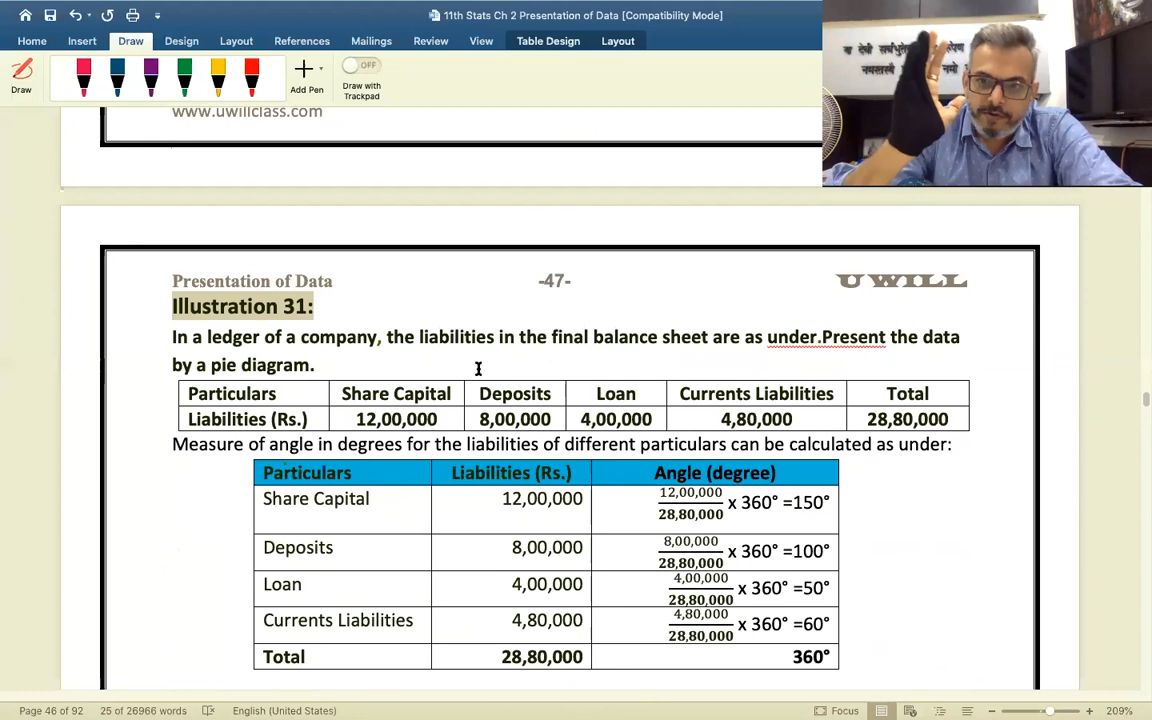 11th Stats Ch 2 Presentation of Data [Compatibility Mode]
Home Insert Draw Design Layout References Mailings Review View Table Design Layout
Draw
Add Pen
OFF
Draw with Trackpad
www.uwillclass.com
या देवी सर्वभुतेषु
नमस्तस्यै
नमो
Presentation of Data -47- U WILL
Illustration 31:
In a ledger of a company, the liabilities in the final balance sheet are as under.Present the data
by a pie diagram.
Particulars Share Capital Deposits Loan Currents Liabilities Total
Liabilities (Rs.) 12,00,000 8,00,000 4,00,000 4,80,000 28,80,000
Measure of angle in degrees for the liabilities of different particulars can be calculated as under:
Particulars Liabilities (Rs.) Angle (degree)
Share Capital 12,00,000 12,00,000/28,80,000 x 360° =150°
Deposits 8,00,000 8,00,000/28,80,000 x 360° =100°
Loan 4,00,000 4,00,000/28,80,000 x 360° =50°
Currents Liabilities 4,80,000 4,80,000/28,80,000 x 360° =60°
Total 28,80,000 360°
Page 46 of 92 25 of 26966 words English (United States) Focus 209%